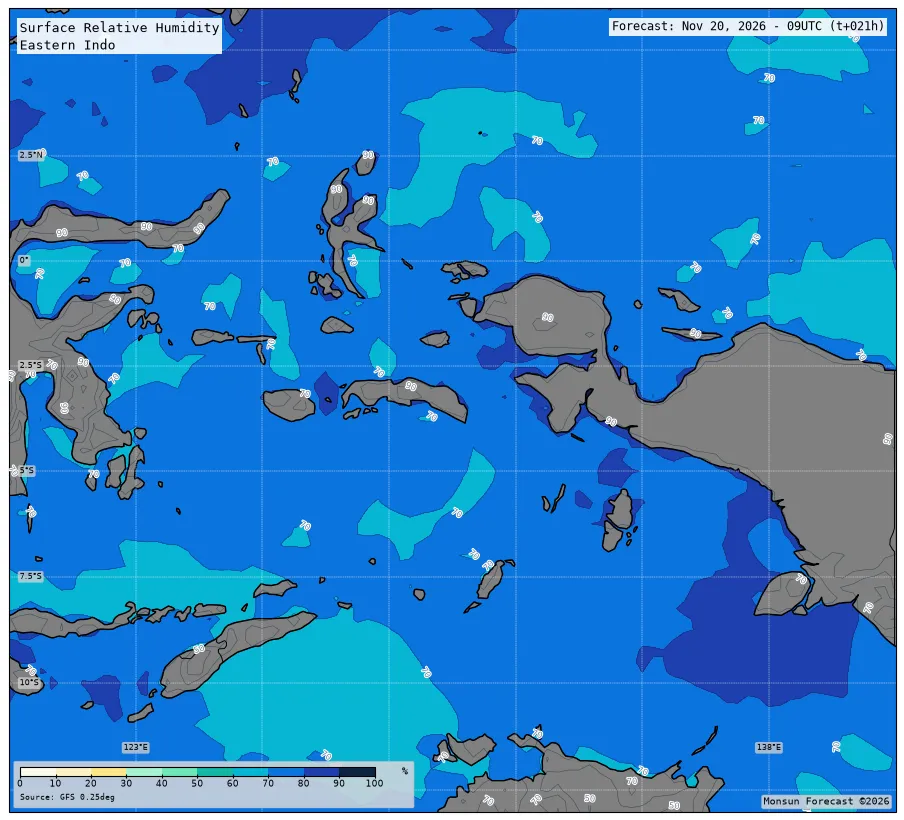 Surface Relative Humidity
Eastern Indo
Forecast: Nov 20, 2026 - 09UTC (t+021h)
2.5°N
0°
2.5°S
5°S
7.5°S
10°S
123°E
138°E
0 10 20 30 40 50 60 70 80 90 100 %
Source: GFS 0.25deg
Monsun Forecast ©2026